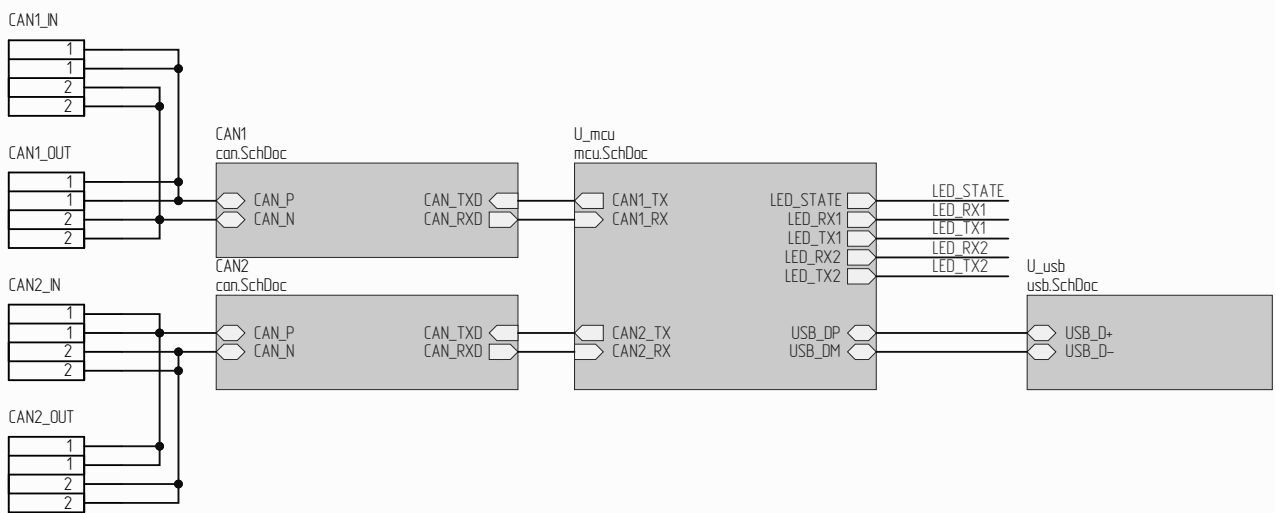 CAN1_IN
1
1
2
2
CAN1_OUT
1
1
2
2
CAN2_IN
1
1
2
2
CAN2_OUT
1
1
2
2
CAN1
can.SchDoc
CAN_P CAN_TXD
CAN_N CAN_RXD
CAN2
can.SchDoc
CAN_P CAN_TXD
CAN_N CAN_RXD
U_mcu
mcu.SchDoc
CAN1_TX LED_STATE
CAN1_RX LED_RX1
LED_TX1
LED_RX2
LED_TX2
CAN2_TX USB_DP
CAN2_RX USB_DM
LED_STATE
LED_RX1
LED_TX1
LED_RX2
LED_TX2
U_usb
usb.SchDoc
USB_D+
USB_D-